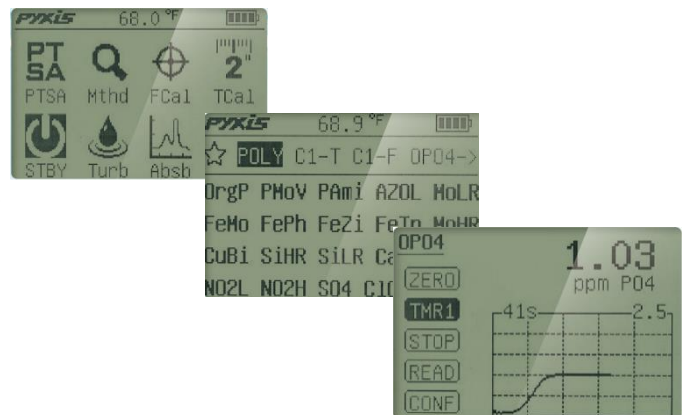 PYXIS 68.0 °F
PT
SA
2"
PTSA Mthd FCal TCal
STBY Turb Absb
PYXIS 68.9 °F
POLY C1-T C1-F OPO4->
OrgP PMoV PAmi AZOL MoLR
FeMo FePh FeZi FeTp MoHR
CuBi SiHR SiLR
NO2L NO2H SO4
OPO4
1.03
ppm PO4
ZERO
TMR1
41s 2.5
STOP
READ
CONF